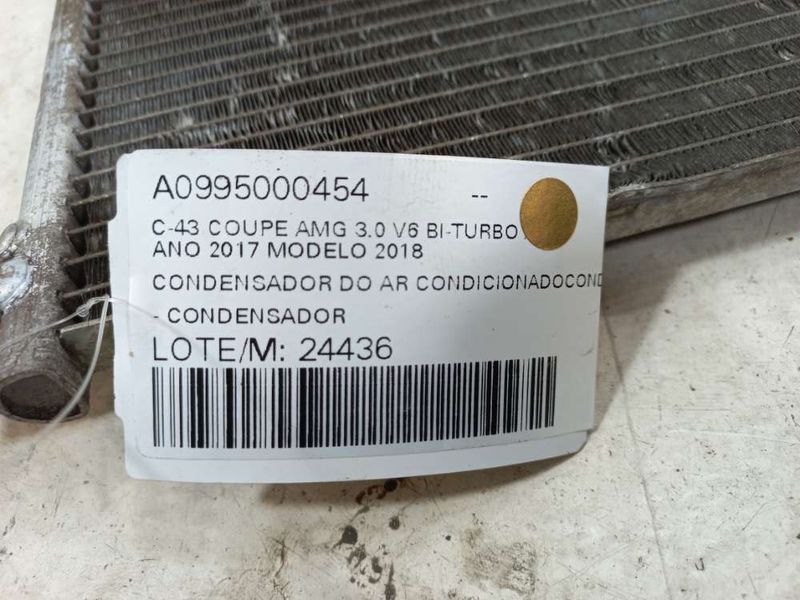 A0995000454 --
C-43 COUPE AMG 3.0 V6 BI-TURBO
ANO 2017 MODELO 2018
CONDENSADOR DO AR CONDICIONADOCOND
- CONDENSADOR
LOTE/M: 24436